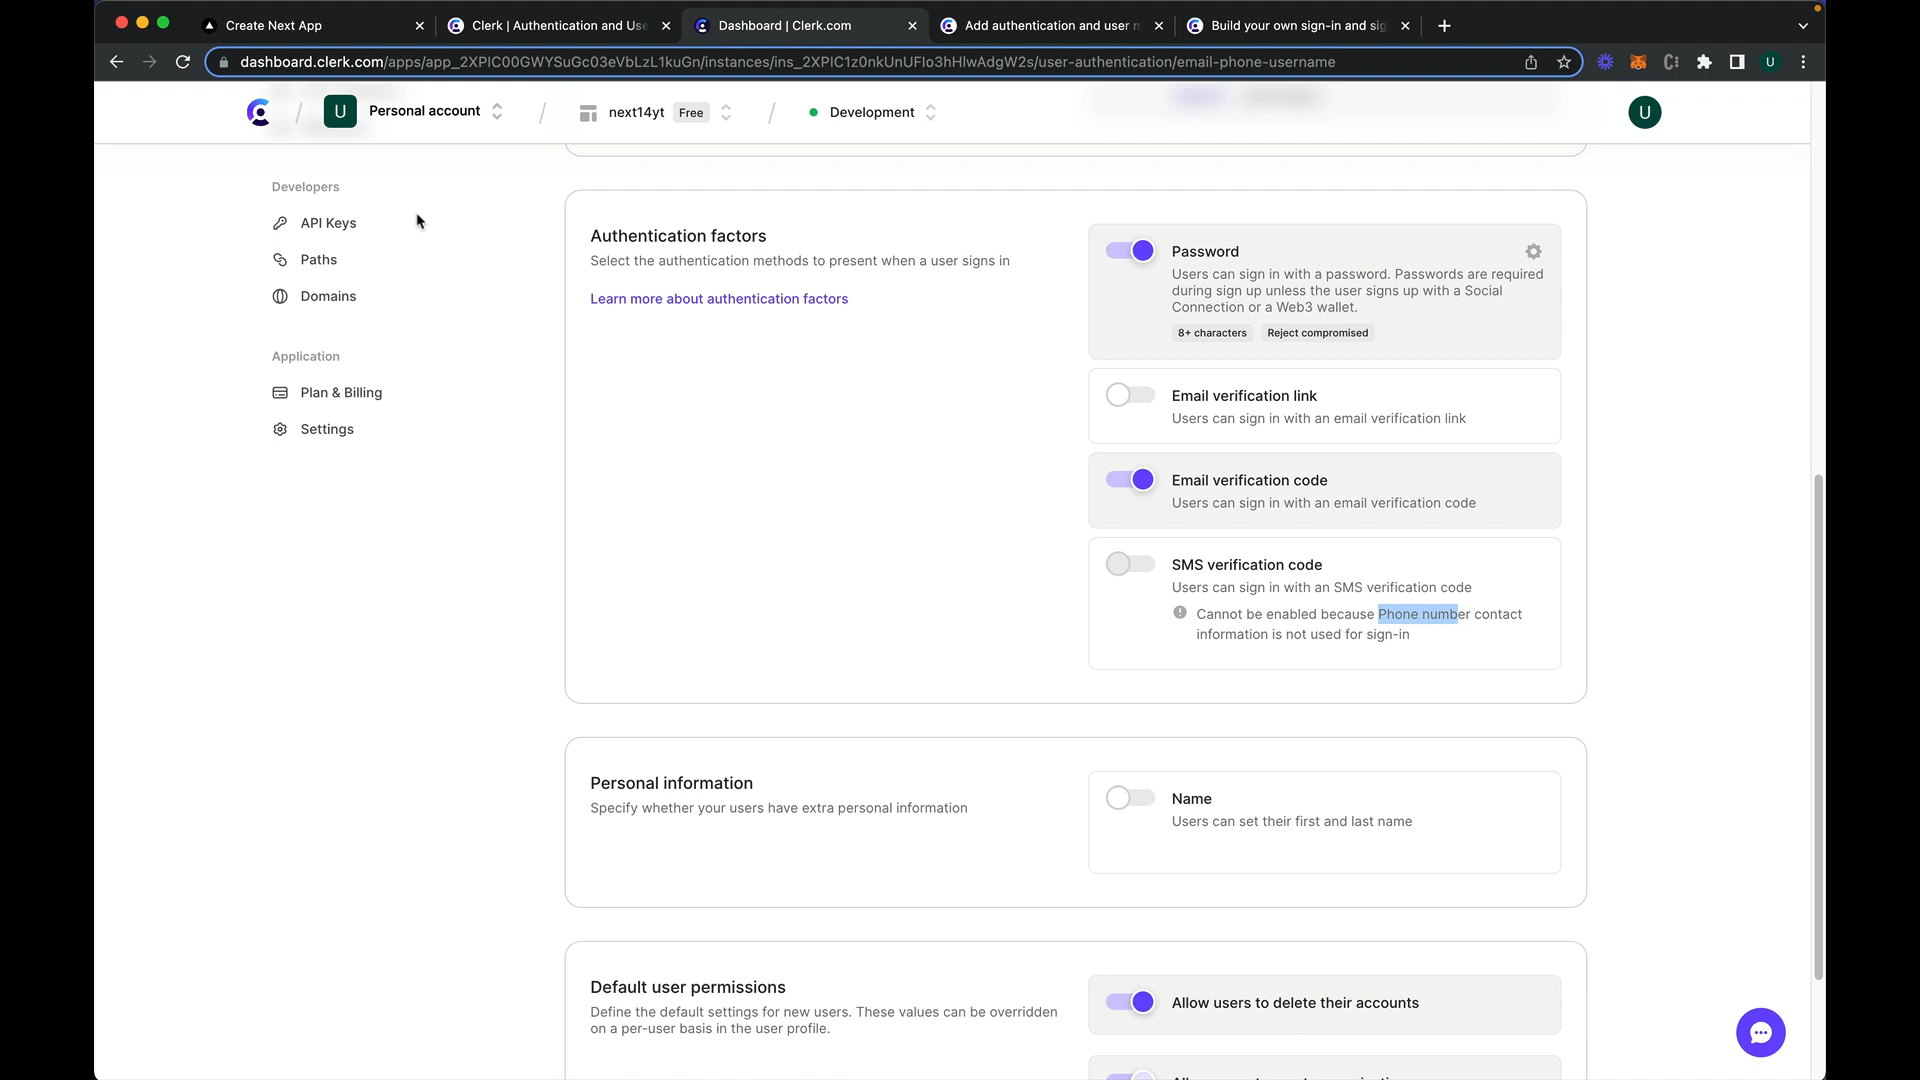 Create Next App
Clerk | Authentication and Use
Dashboard | Clerk.com
Add authentication and user m
Build your own sign-in and sig
dashboard.clerk.com/apps/app_2XPIC00GWYSuGc03eVbLzL1kuGn/instances/ins_2XPIC1z0nkUnUFIo3hHlwAdgW2s/user-authentication/email-phone-username
U
U
Personal account
next14yt
Free
Development
U
Developers
API Keys
Paths
Domains
Application
Plan & Billing
Settings
Authentication factors
Select the authentication methods to present when a user signs in
Learn more about authentication factors
Password
Users can sign in with a password. Passwords are required
during sign up unless the user signs up with a Social
Connection or a Web3 wallet.
8+ characters
Reject compromised
Email verification link
Users can sign in with an email verification link
Email verification code
Users can sign in with an email verification code
SMS verification code
Users can sign in with an SMS verification code
Cannot be enabled because Phone number contact
information is not used for sign-in
Personal information
Specify whether your users have extra personal information
Name
Users can set their first and last name
Default user permissions
Define the default settings for new users. These values can be overridden
on a per-user basis in the user profile.
Allow users to delete their accounts